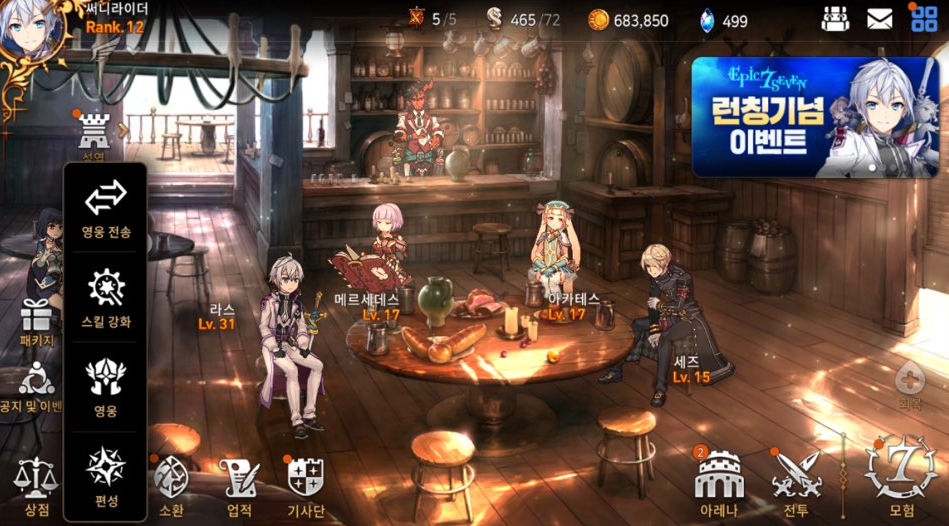 써니라이더
Rank.12
5/5
465/72
683,850
499
Epic SEVEN
런칭기념
이벤트
성역
영웅 전송
스킬 강화
영웅
편성
패키지
공지 및 이벤
라스
Lv. 31
메르세데스
Lv. 17
아카테스
Lv. 17
세즈
Lv. 15
회복
상점
소환
업적
기사단
2
아레나
전투
7
모험